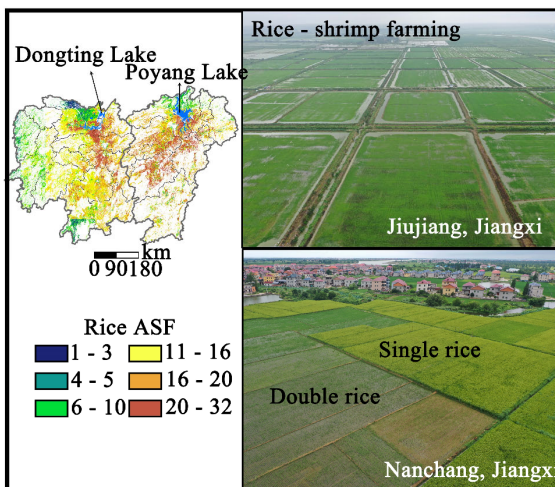 Dongting Lake
Poyang Lake
km
0 90180
Rice ASF
1 - 3
11 - 16
4 - 5
16 - 20
6 - 10
20 - 32
Rice - shrimp farming
Jiujiang, Jiangxi
Single rice
Double rice
Nanchang, Jiangxi